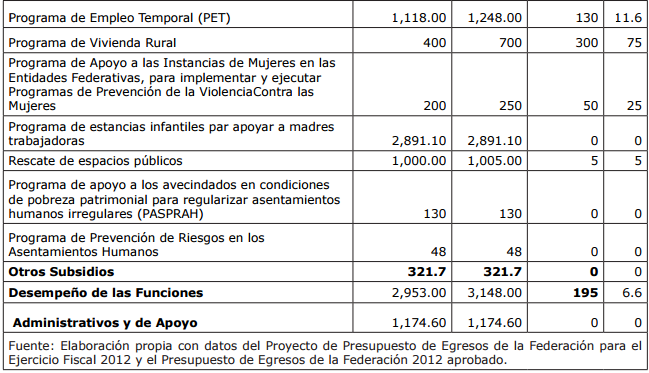 Programa de Empleo Temporal (PET) 1,118.00 1,248.00 130 11.6
Programa de Vivienda Rural 400 700 300 75
Programa de Apoyo a las Instancias de Mujeres en las
Entidades Federativas, para implementar y ejecutar
Programas de Prevención de la ViolenciaContra las
Mujeres 200 250 50 25
Programa de estancias infantiles par apoyar a madres
trabajadoras 2,891.10 2,891.10 0 0
Rescate de espacios públicos 1,000.00 1,005.00 5 5
Programa de apoyo a los avecindados en condiciones
de pobreza patrimonial para regularizar asentamientos
humanos irregulares (PASPRAH) 130 130 0 0
Programa de Prevención de Riesgos en los
Asentamientos Humanos 48 48 0 0
Otros Subsidios 321.7 321.7 0 0
Desempeño de las Funciones 2,953.00 3,148.00 195 6.6
Administrativos y de Apoyo 1,174.60 1,174.60 0 0
Fuente: Elaboración propia con datos del Proyecto de Presupuesto de Egresos de la Federación para el
Ejercicio Fiscal 2012 y el Presupuesto de Egresos de la Federación 2012 aprobado.